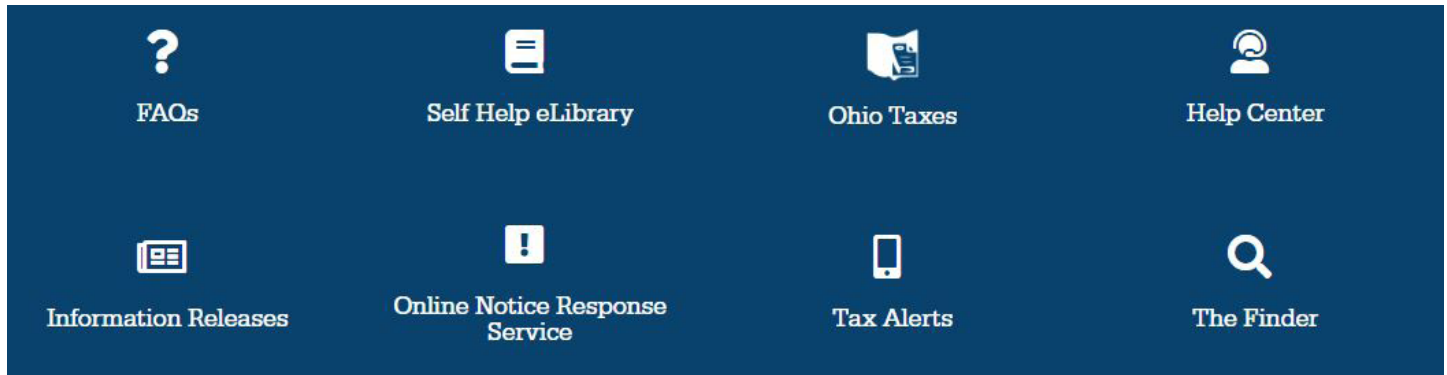 FAQs
Self Help eLibrary
Ohio Taxes
Help Center
Information Releases
Online Notice Response
Service
Tax Alerts
The Finder